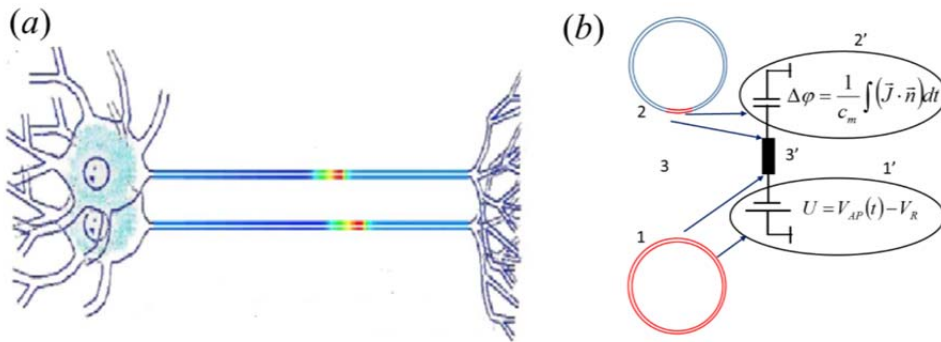 (a)
(b)
2'
Δφ = 1/c_m ∫(J⃗·n⃗)dt
2
3
3'
1'
U = V_AP(t) − V_R
1